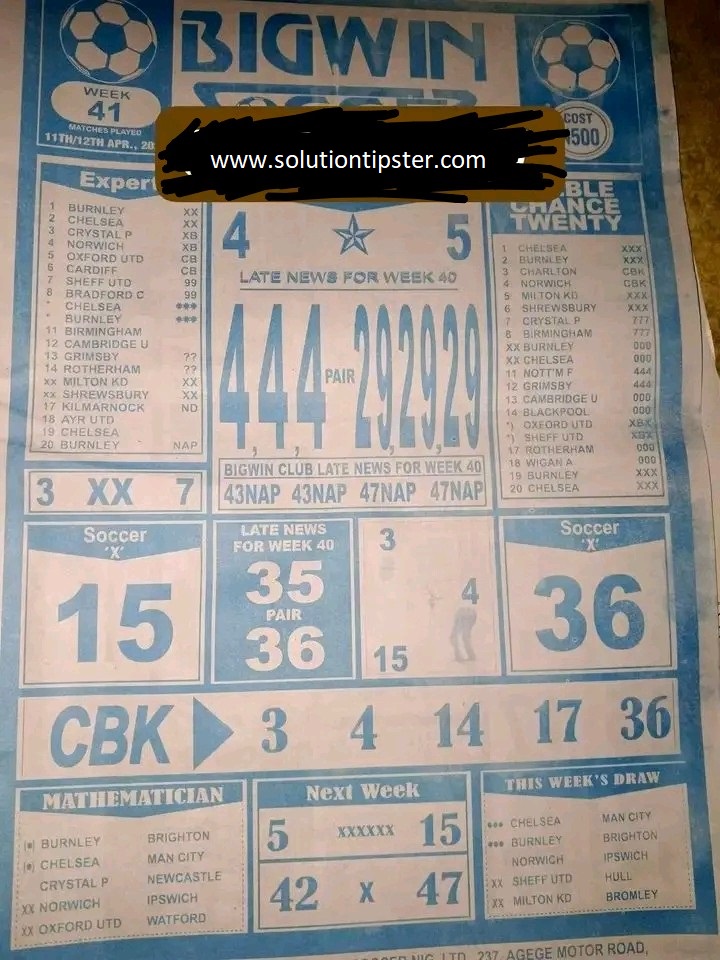 BIGWIN
WEEK
41
MATCHES PLAYED
11TH/12TH APR., 20
COST
500
www.solutiontipster.com
Expert
1 BURNLEY XX
2 CHELSEA XX
3 CRYSTAL P XB
4 NORWICH XB
5 OXFORD UTD CB
6 CARDIFF CB
7 SHEFF UTD 99
8 BRADFORD C 99
* CHELSEA ***
* BURNLEY ***
11 BIRMINGHAM
12 CAMBRIDGE U
13 GRIMSBY ??
14 ROTHERHAM ??
xx MILTON KD XX
xx SHREWSBURY XX
17 KILMARNOCK ND
18 AYR UTD
19 CHELSEA
20 BURNLEY NAP
4 5
LATE NEWS FOR WEEK 40
4,4,4 PAIR 29,29,29
BIGWIN CLUB LATE NEWS FOR WEEK 40
43NAP 43NAP 47NAP 47NAP
BLE
CHANCE
TWENTY
1 CHELSEA XXX
2 BURNLEY XXX
3 CHARLTON CBK
4 NORWICH CBK
5 MILTON KD XXX
6 SHREWSBURY XXX
7 CRYSTAL P 777
8 BIRMINGHAM 777
XX BURNLEY 000
XX CHELSEA 000
11 NOTT'M F 444
12 GRIMSBY 444
13 CAMBRIDGE U 000
14 BLACKPOOL 000
*) OXFORD UTD XBX
*) SHEFF UTD XBX
17 ROTHERHAM 000
18 WIGAN A 000
19 BURNLEY XXX
20 CHELSEA XXX
3 XX 7
Soccer
'X'
15
LATE NEWS
FOR WEEK 40
35
PAIR
36
3
4
15
Soccer
'X'
36
CBK 3 4 14 17 36
MATHEMATICIAN
(*) BURNLEY BRIGHTON
(*) CHELSEA MAN CITY
CRYSTAL P NEWCASTLE
XX NORWICH IPSWICH
XX OXFORD UTD WATFORD
Next Week
5 XXXXXX 15
42 X 47
THIS WEEK'S DRAW
*** CHELSEA MAN CITY
*** BURNLEY BRIGHTON
NORWICH IPSWICH
XX SHEFF UTD HULL
XX MILTON KD BROMLEY
SOCCER NIG. LTD. 237, AGEGE MOTOR ROAD,